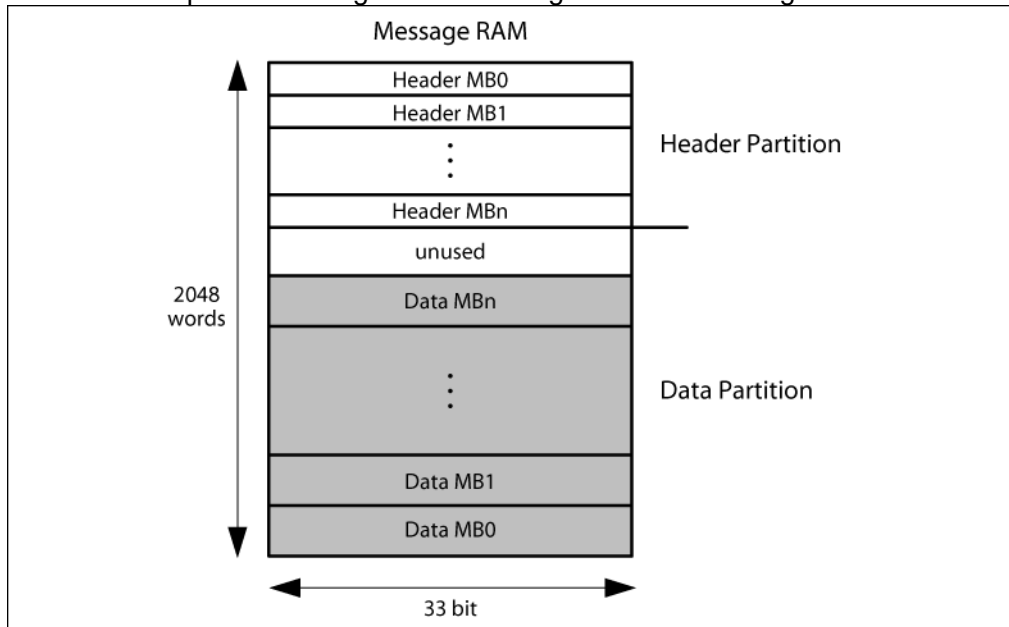 Message RAM
Header MB0
Header MB1
Header Partition
Header MBn
unused
2048
words
Data MBn
Data Partition
Data MB1
Data MB0
33 bit